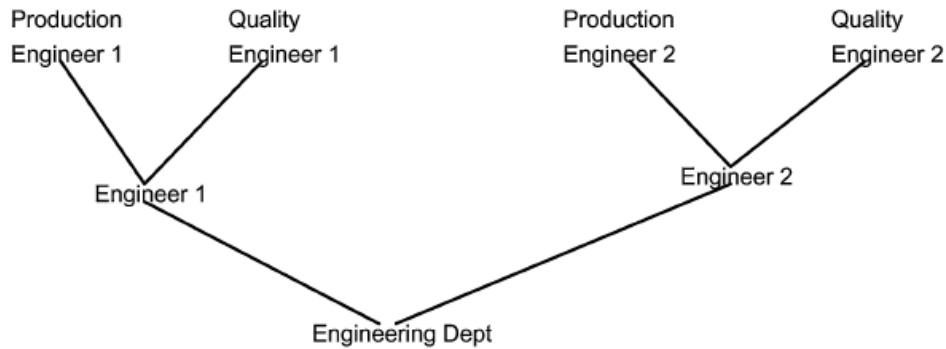 Production
Engineer 1
Quality
Engineer 1
Production
Engineer 2
Quality
Engineer 2
Engineer 1
Engineer 2
Engineering Dept